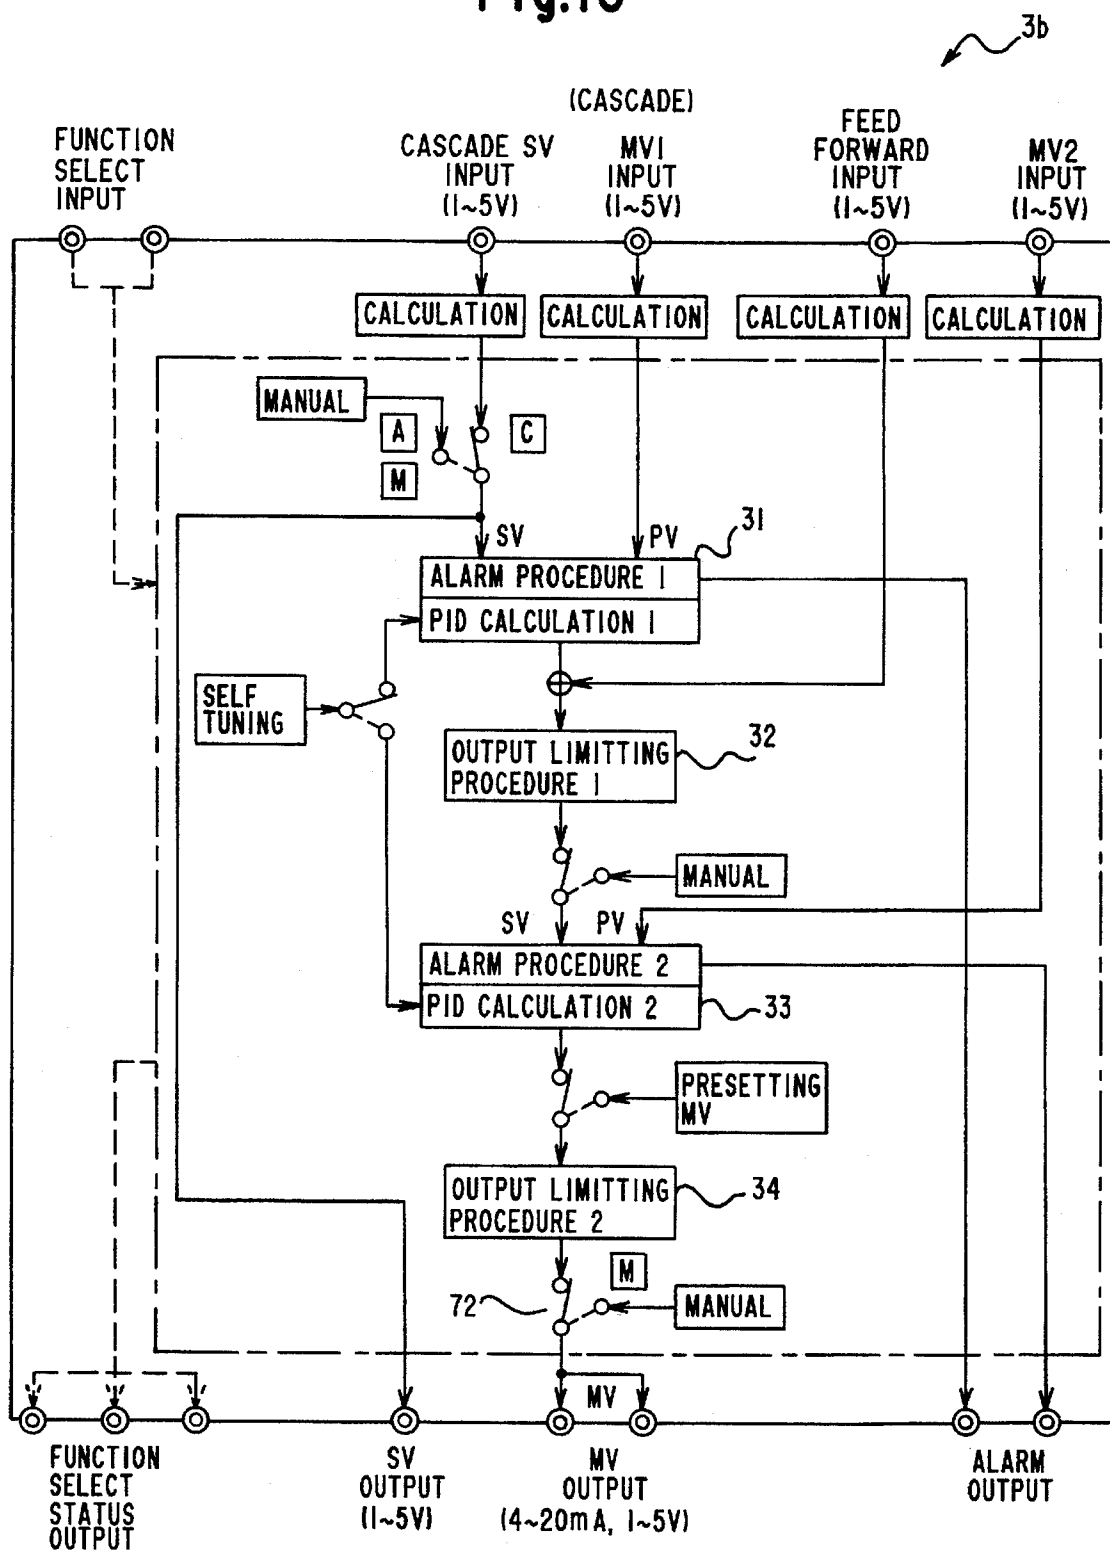 3b
(CASCADE)
FUNCTION
SELECT
INPUT
CASCADE SV
INPUT
(1~5V)
MV1
INPUT
(1~5V)
FEED
FORWARD
INPUT
(1~5V)
MV2
INPUT
(1~5V)
CALCULATION
CALCULATION
CALCULATION
CALCULATION
MANUAL
A
C
M
SV
PV
31
ALARM PROCEDURE 1
PID CALCULATION 1
SELF
TUNING
OUTPUT LIMITTING
PROCEDURE 1
32
MANUAL
SV
PV
ALARM PROCEDURE 2
PID CALCULATION 2
33
PRESETTING
MV
OUTPUT LIMITTING
PROCEDURE 2
34
M
72
MANUAL
MV
FUNCTION
SELECT
STATUS
OUTPUT
SV
OUTPUT
(1~5V)
MV
OUTPUT
(4~20mA, 1~5V)
ALARM
OUTPUT